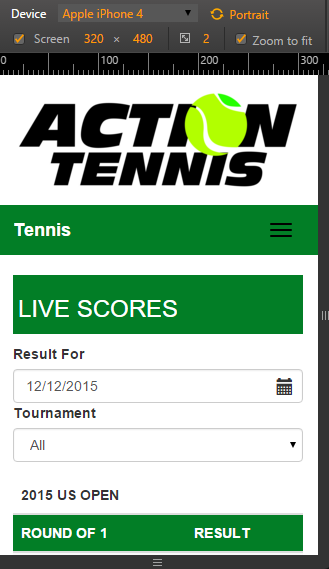 Device Apple iPhone 4 Portrait
Screen 320 × 480 2 Zoom to fit
0 100 200 300
ACTION
TENNIS
Tennis
LIVE SCORES
Result For
12/12/2015
Tournament
All
2015 US OPEN
ROUND OF 1 RESULT